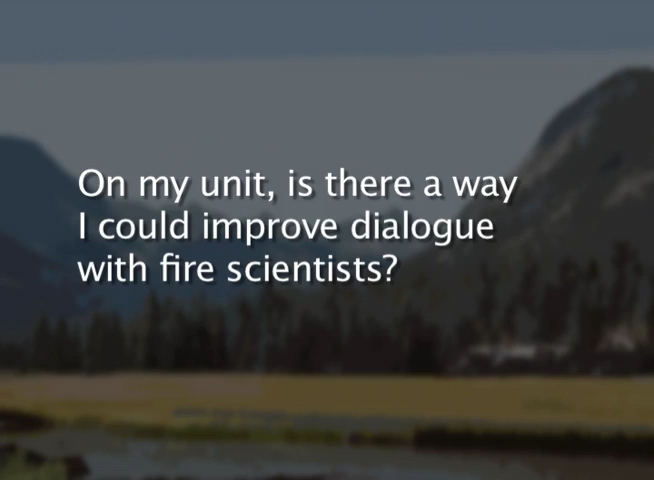 On my unit, is there a way
I could improve dialogue
with fire scientists?